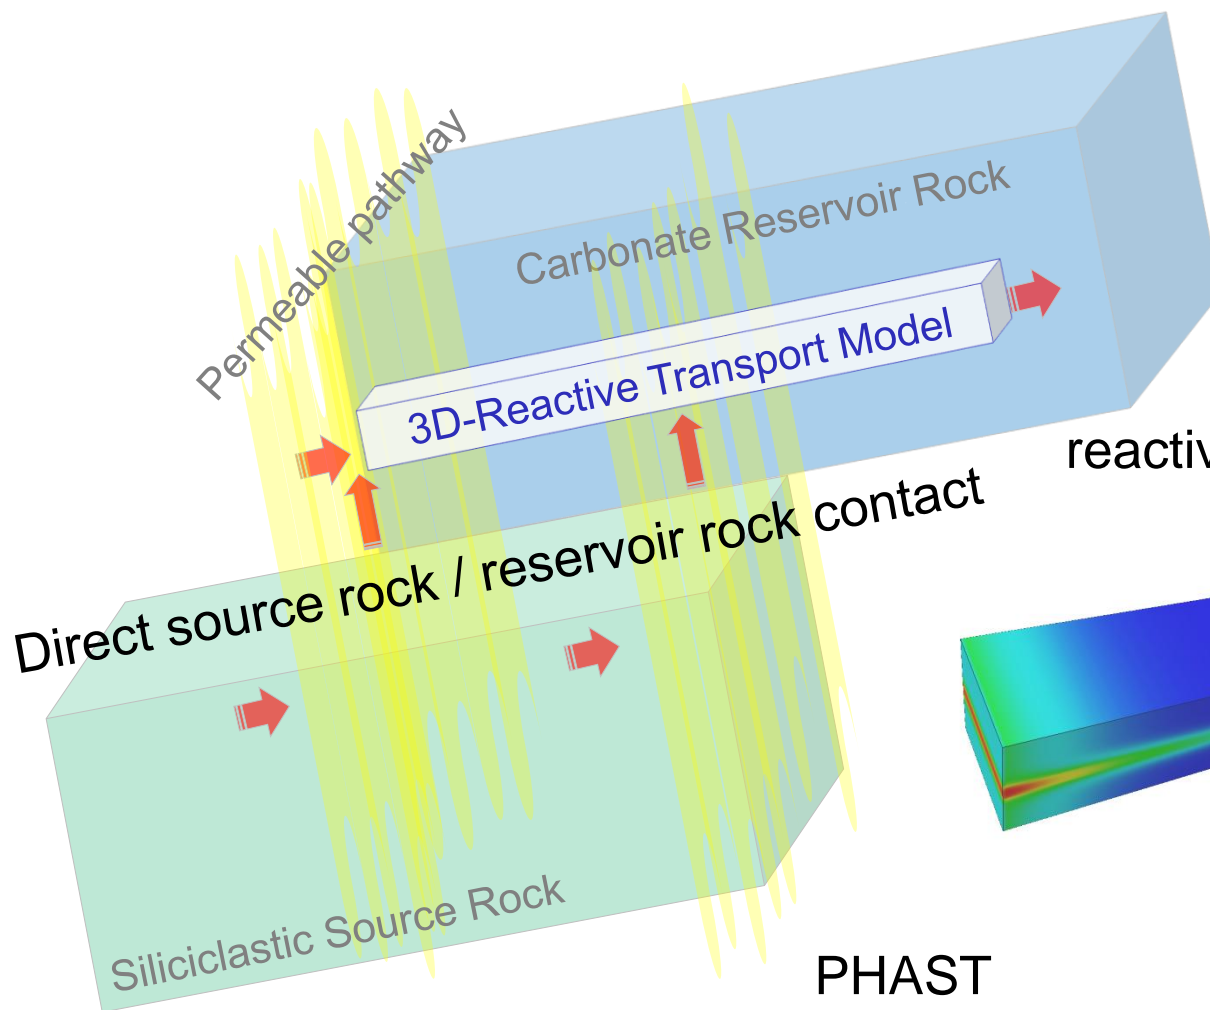 Permeable pathway
Carbonate Reservoir Rock
3D-Reactive Transport Model
Direct source rock / reservoir rock contact
Siliciclastic Source Rock
PHAST